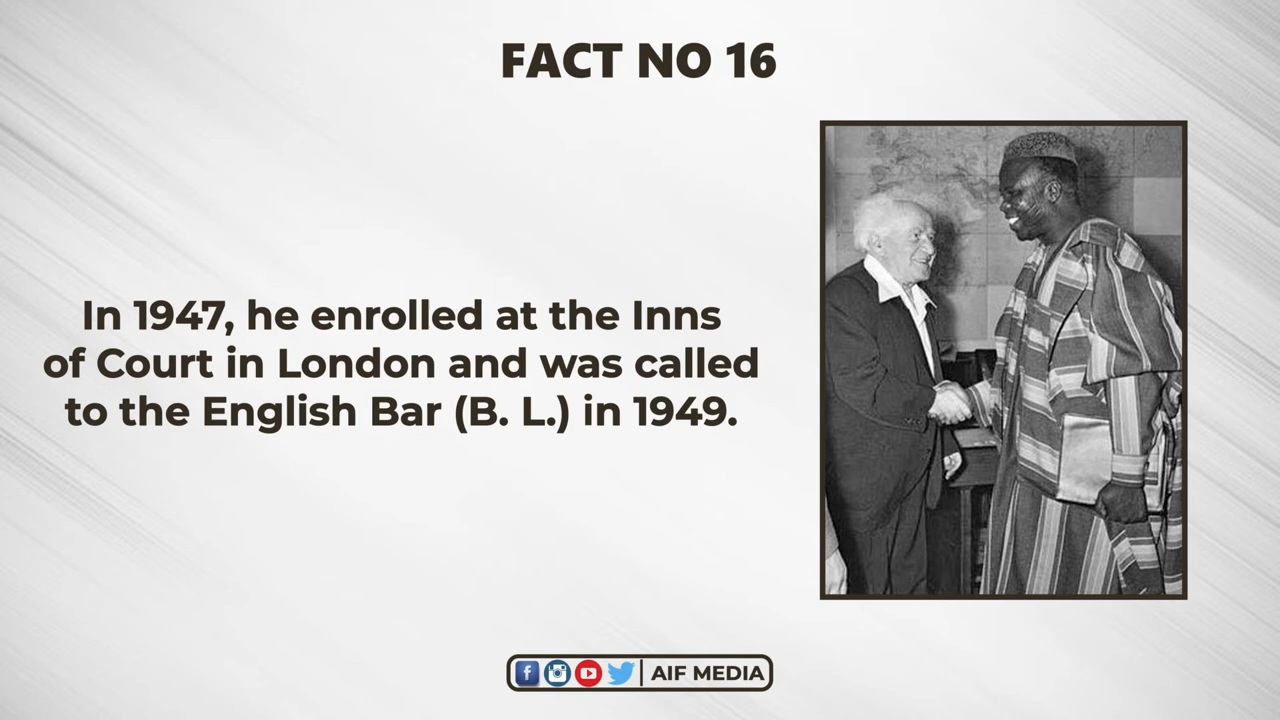 FACT NO 16
In 1947, he enrolled at the Inns
of Court in London and was called
to the English Bar (B. L.) in 1949.
AIF MEDIA